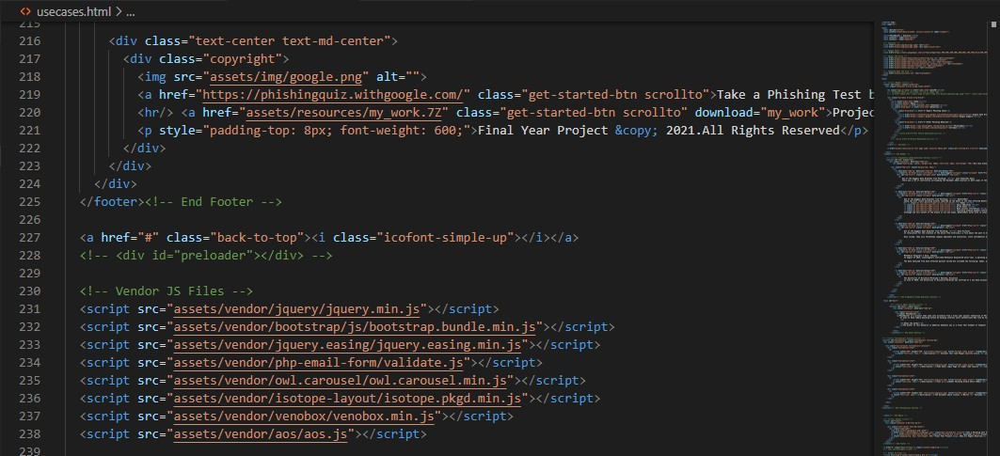 usecases.html > ...
215
216 <div class="text-center text-md-center">
217 <div class="copyright">
218 <img src="assets/img/google.png" alt="">
219 <a href="https://phishingquiz.withgoogle.com/" class="get-started-btn scrollto">Take a Phishing Test b
220 <hr/> <a href="assets/resources/my_work.7Z" class="get-started-btn scrollto" download="my_work">Projec
221 <p style="padding-top: 8px; font-weight: 600;">Final Year Project &copy; 2021.All Rights Reserved</p>
222 </div>
223 </div>
224 </div>
225 </footer><!-- End Footer -->
226
227 <a href="#" class="back-to-top"><i class="icofont-simple-up"></i></a>
228 <!-- <div id="preloader"></div> -->
229
230 <!-- Vendor JS Files -->
231 <script src="assets/vendor/jquery/jquery.min.js"></script>
232 <script src="assets/vendor/bootstrap/js/bootstrap.bundle.min.js"></script>
233 <script src="assets/vendor/jquery.easing/jquery.easing.min.js"></script>
234 <script src="assets/vendor/php-email-form/validate.js"></script>
235 <script src="assets/vendor/owl.carousel/owl.carousel.min.js"></script>
236 <script src="assets/vendor/isotope-layout/isotope.pkgd.min.js"></script>
237 <script src="assets/vendor/venobox/venobox.min.js"></script>
238 <script src="assets/vendor/aos/aos.js"></script>
239